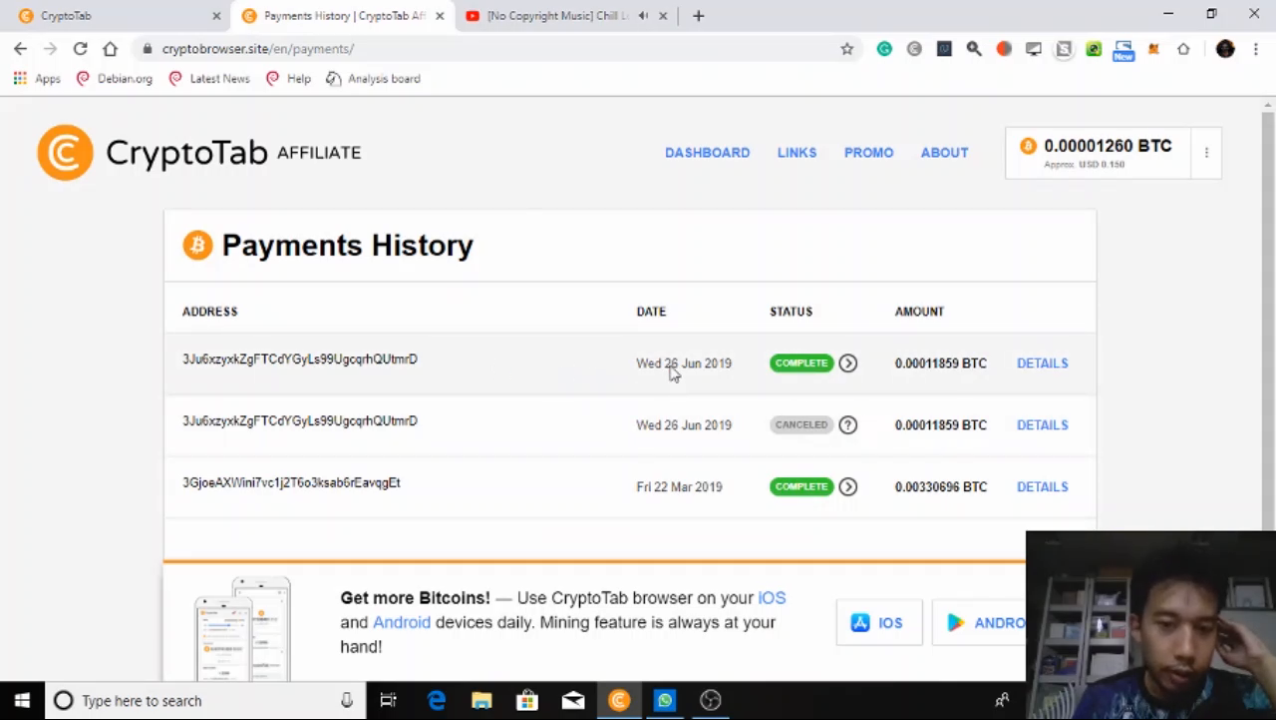 CryptoTab
Payments History | CryptoTab Aff
[No Copyright Music] Chill L
cryptobrowser.site/en/payments/
New
Apps
Debian.org
Latest News
Help
Analysis board
CryptoTab AFFILIATE
DASHBOARD
LINKS
PROMO
ABOUT
0.00001260 BTC
Approx. USD 0.150
Payments History
ADDRESS DATE STATUS AMOUNT
3Ju6xzyxkZgFTCdYGyLs99UgcqrhQUtmrD Wed 26 Jun 2019 COMPLETE 0.00011859 BTC DETAILS
3Ju6xzyxkZgFTCdYGyLs99UgcqrhQUtmrD Wed 26 Jun 2019 CANCELED ? 0.00011859 BTC DETAILS
3GjoeAXWini7vc1j2T6o3ksab6rEavqgEt Fri 22 Mar 2019 COMPLETE 0.00330696 BTC DETAILS
Get more Bitcoins! — Use CryptoTab browser on your iOS
and Android devices daily. Mining feature is always at your
hand!
IOS
ANDRO
Type here to search